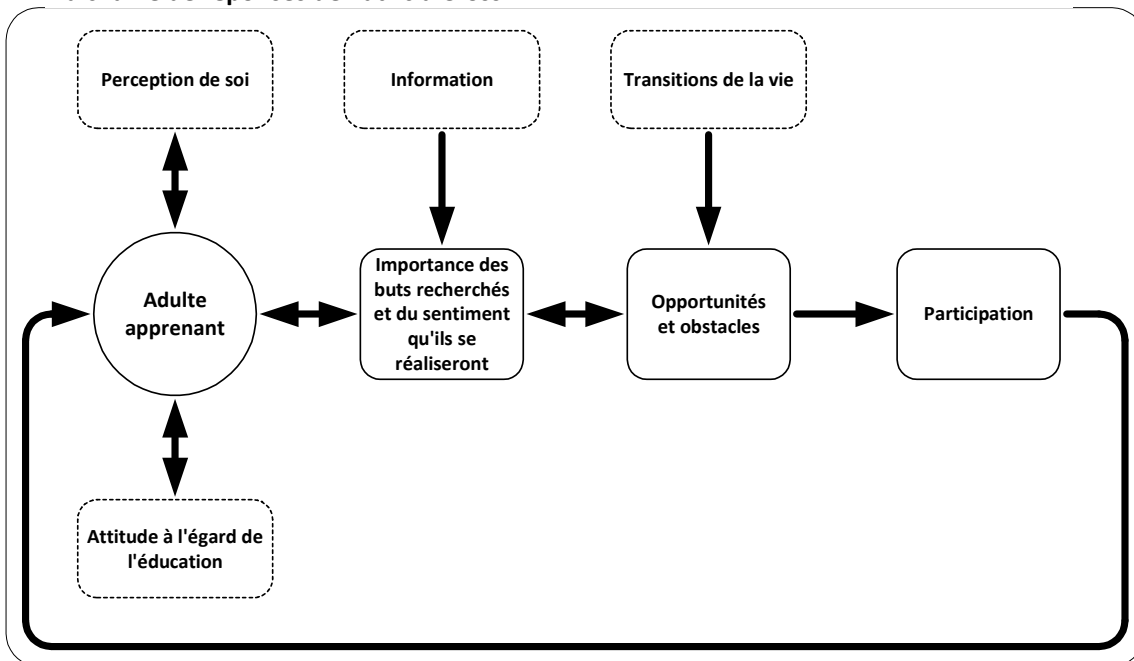 Perception de soi
Information
Transitions de la vie
Adulte
apprenant
Importance des
buts recherchés
et du sentiment
qu'ils se
réaliseront
Opportunités
et obstacles
Participation
Attitude à l'égard de
l'éducation